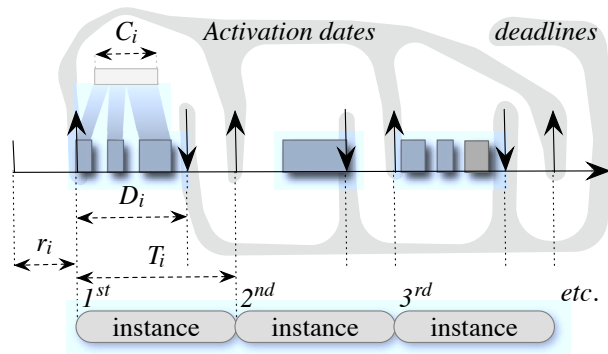 C_i
Activation dates
deadlines
D_i
r_i
T_i
1^st 2^nd 3^rd etc.
instance instance instance